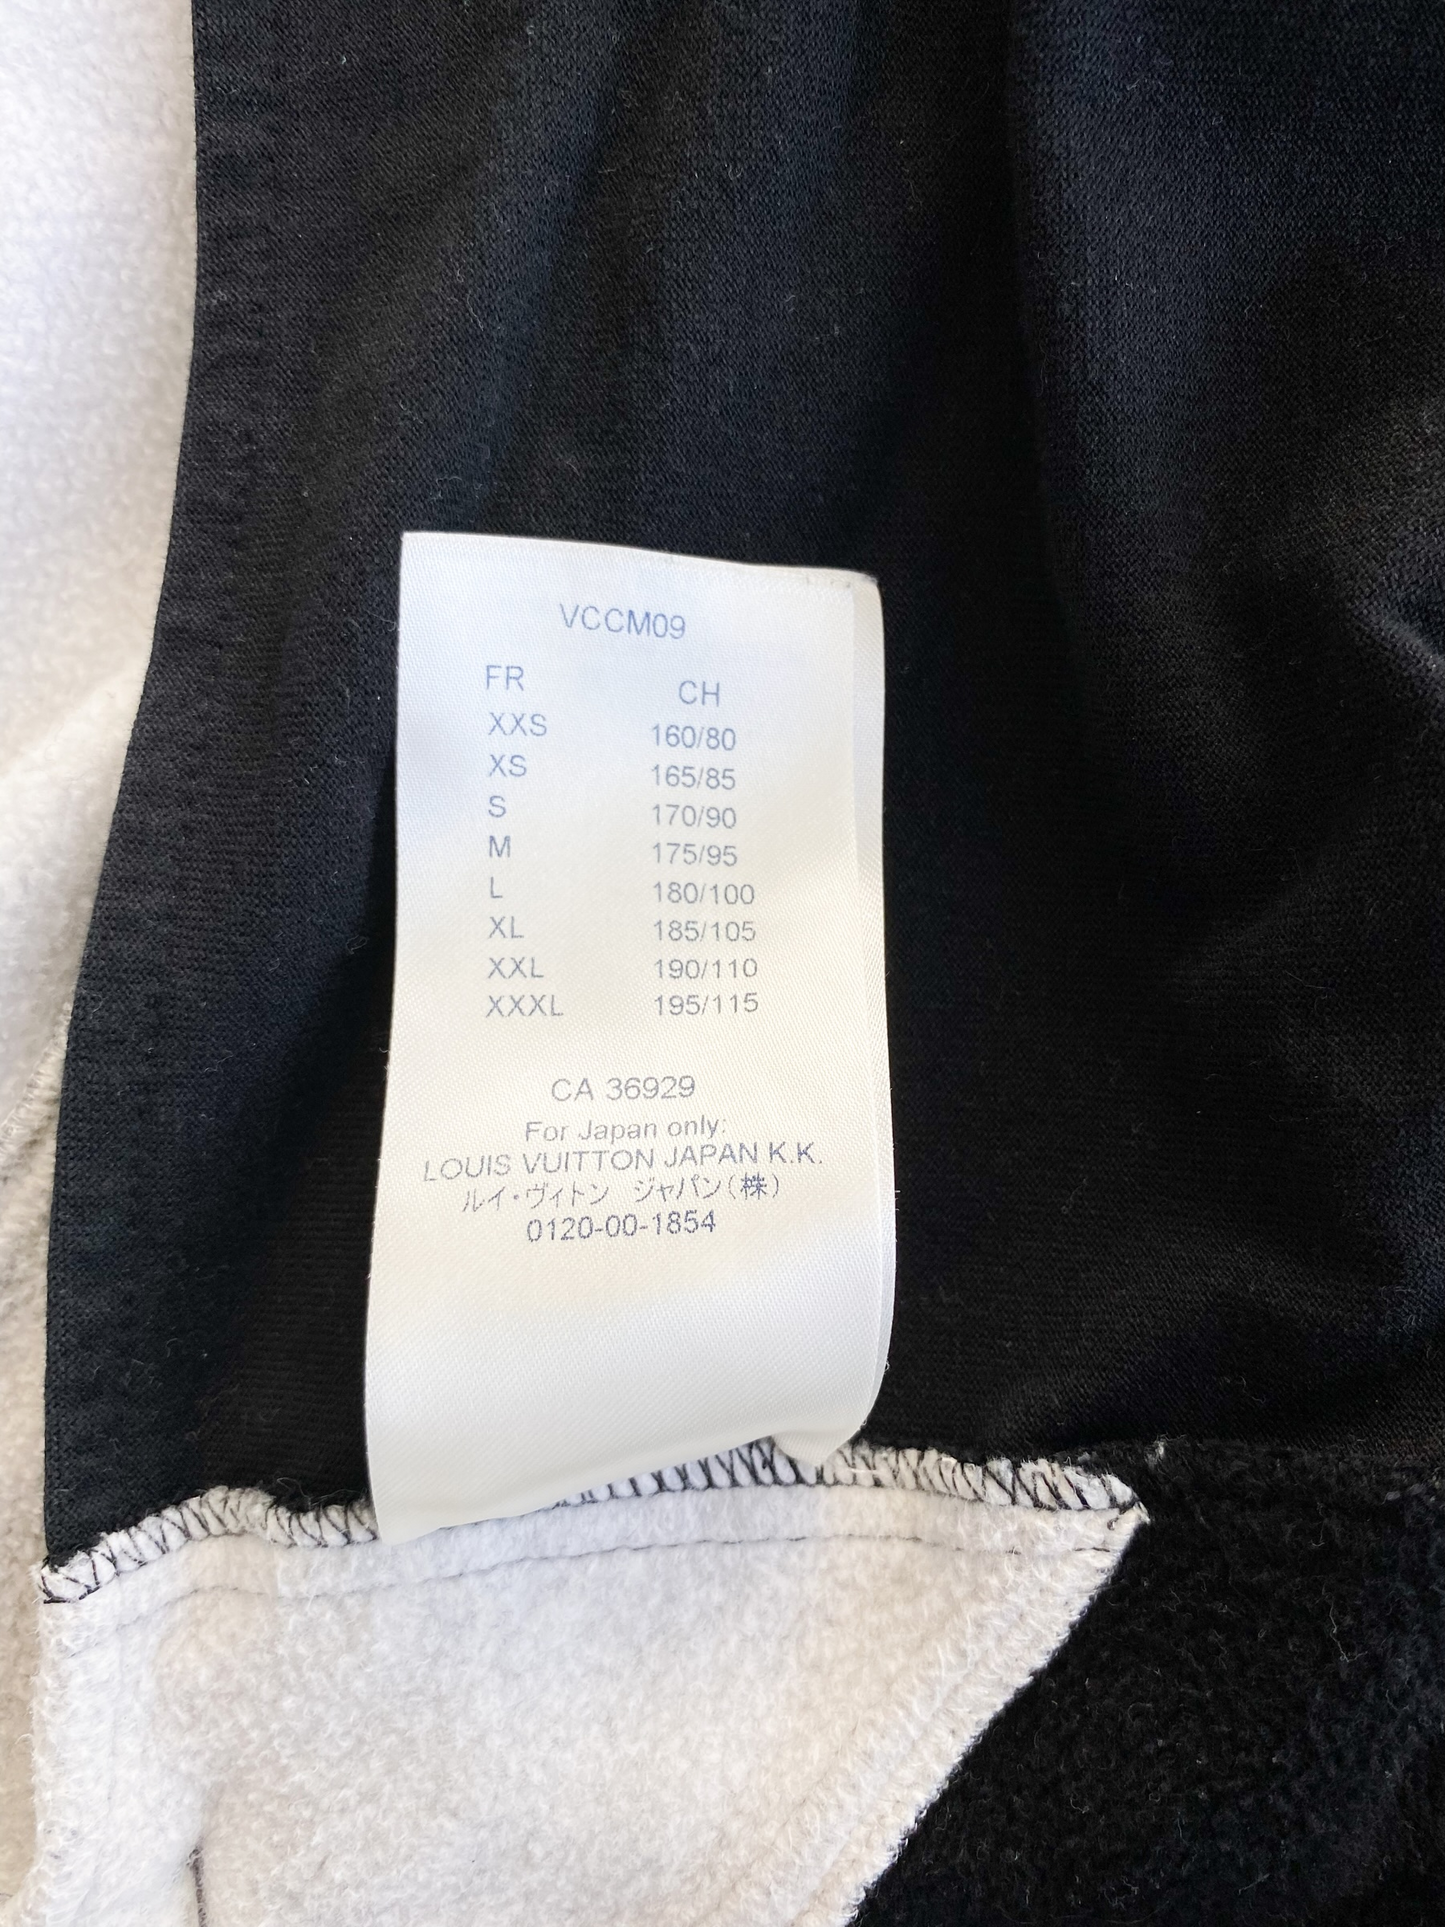 VCCM09
FR CH
XXS 160/80
XS 165/85
S 170/90
M 175/95
L 180/100
XL 185/105
XXL 190/110
XXXL 195/115
CA 36929
For Japan only:
LOUIS VUITTON JAPAN K.K.
ルイ・ヴィトン ジャパン(株)
0120-00-1854